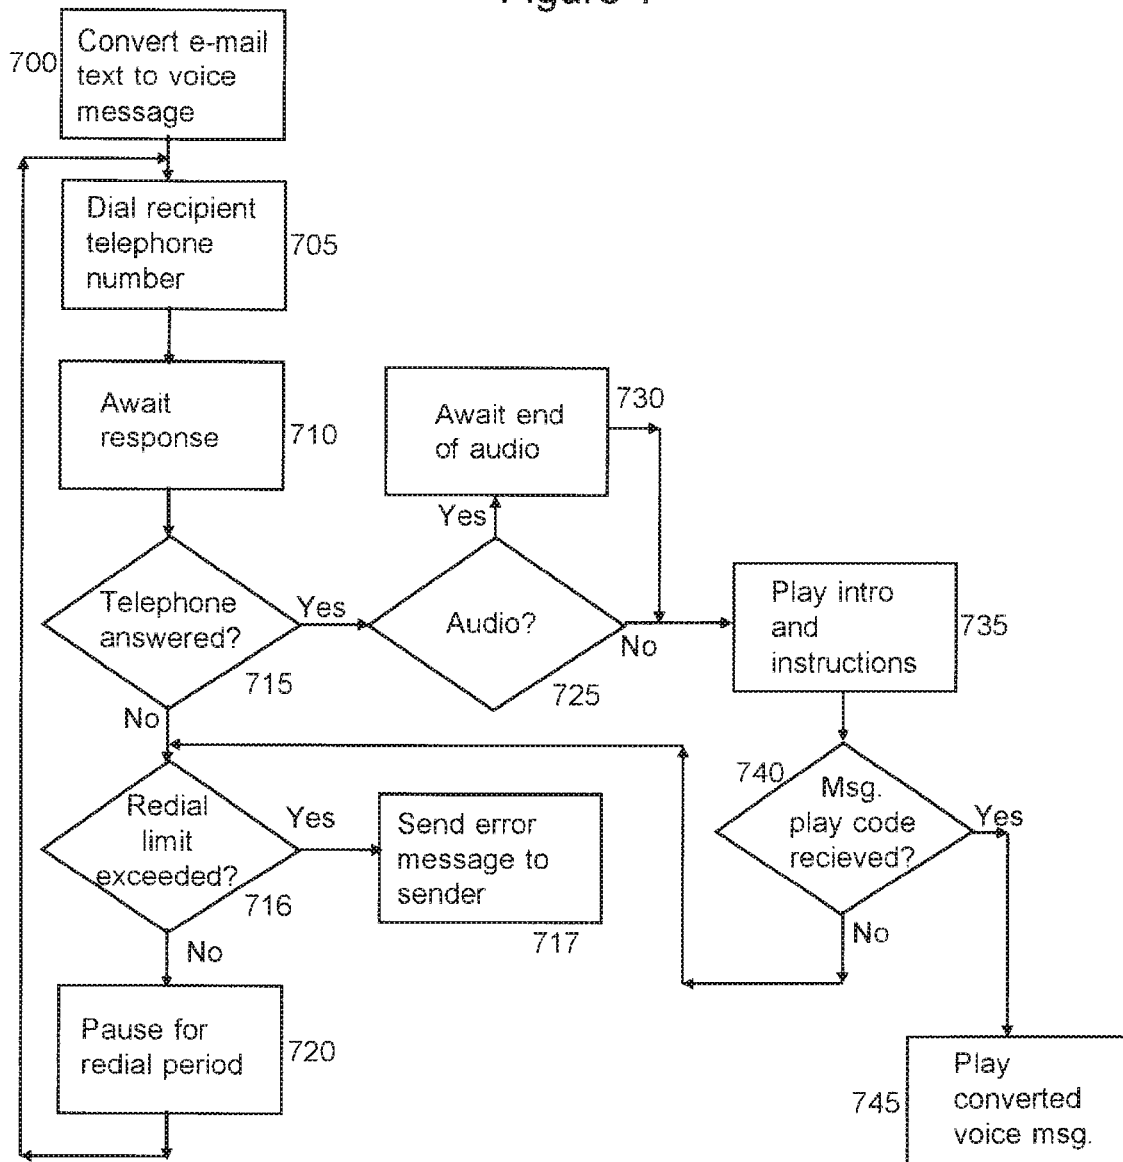 700
Convert e-mail
text to voice
message
Dial recipient
telephone
number
705
Await
response
710
Await end
of audio
730
Yes
Telephone
answered?
Yes
715
Audio?
No
725
Play intro
and
instructions
735
No
Redial
limit
exceeded?
Yes
716
Send error
message to
sender
717
740
Msg.
play code
recieved?
Yes
No
No
Pause for
redial period
720
745
Play
converted
voice msg.